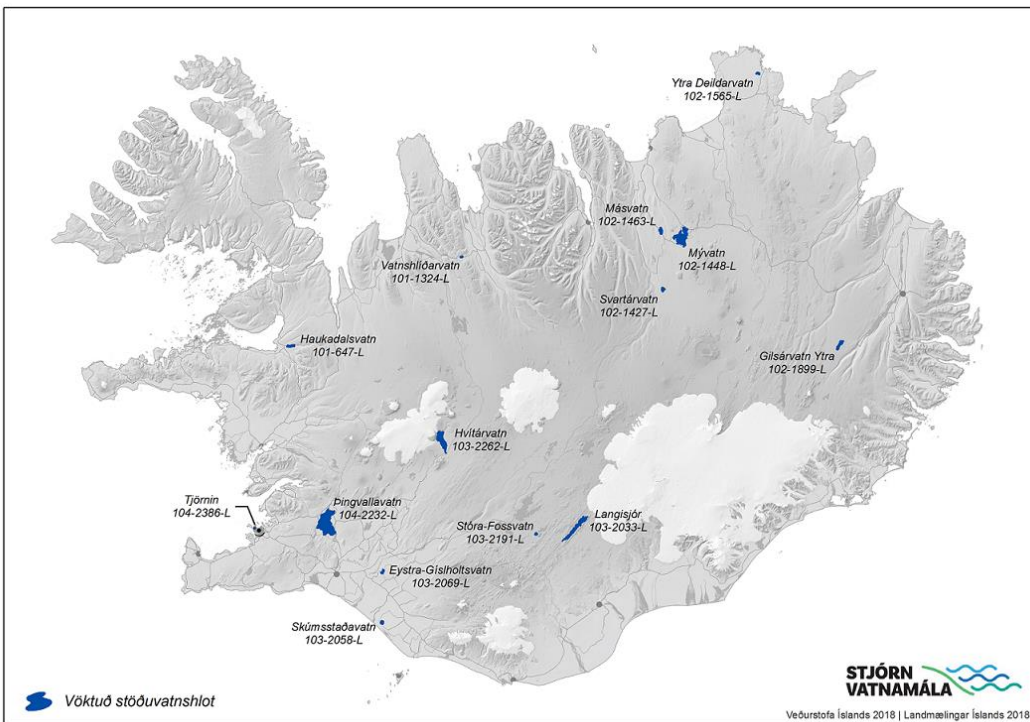 Ytra Deildarvatn
102-1565-L
Másvatn
102-1463-L
Mývatn
102-1448-L
Vatnshlíðarvatn
101-1324-L
Svartárvatn
102-1427-L
Haukadalsvatn
101-647-L
Gilsárvatn Ytra
102-1899-L
Hvítárvatn
103-2262-L
Tjörnin
104-2386-L
Þingvallavatn
104-2232-L
Stóra-Fossvatn
103-2191-L
Langisjór
103-2033-L
Eystra-Gíslholtsvatn
103-2069-L
Skúmsstaðavatn
103-2058-L
Vöktuð stöðuvatnshlot
STJÓRN
VATNAMÁLA
Veðurstofa Íslands 2018 | Landmælingar Íslands 2018